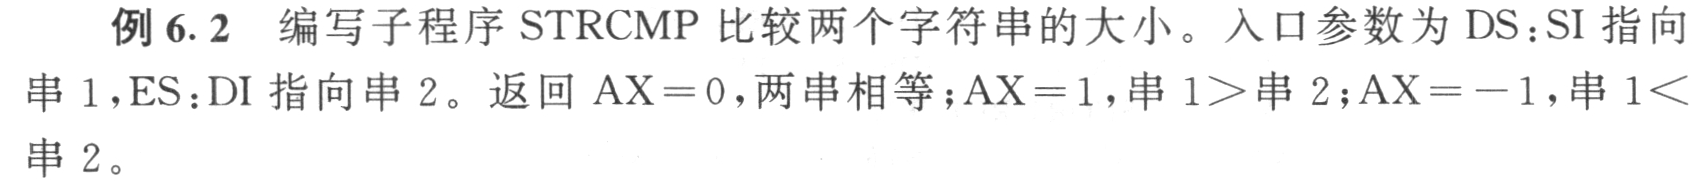 例 6.2 编写子程序 STRCMP 比较两个字符串的大小。入口参数为 DS:SI 指向
串 1,ES:DI 指向串 2。返回 AX=0,两串相等;AX=1,串 1>串 2;AX=-1,串 1<
串 2。